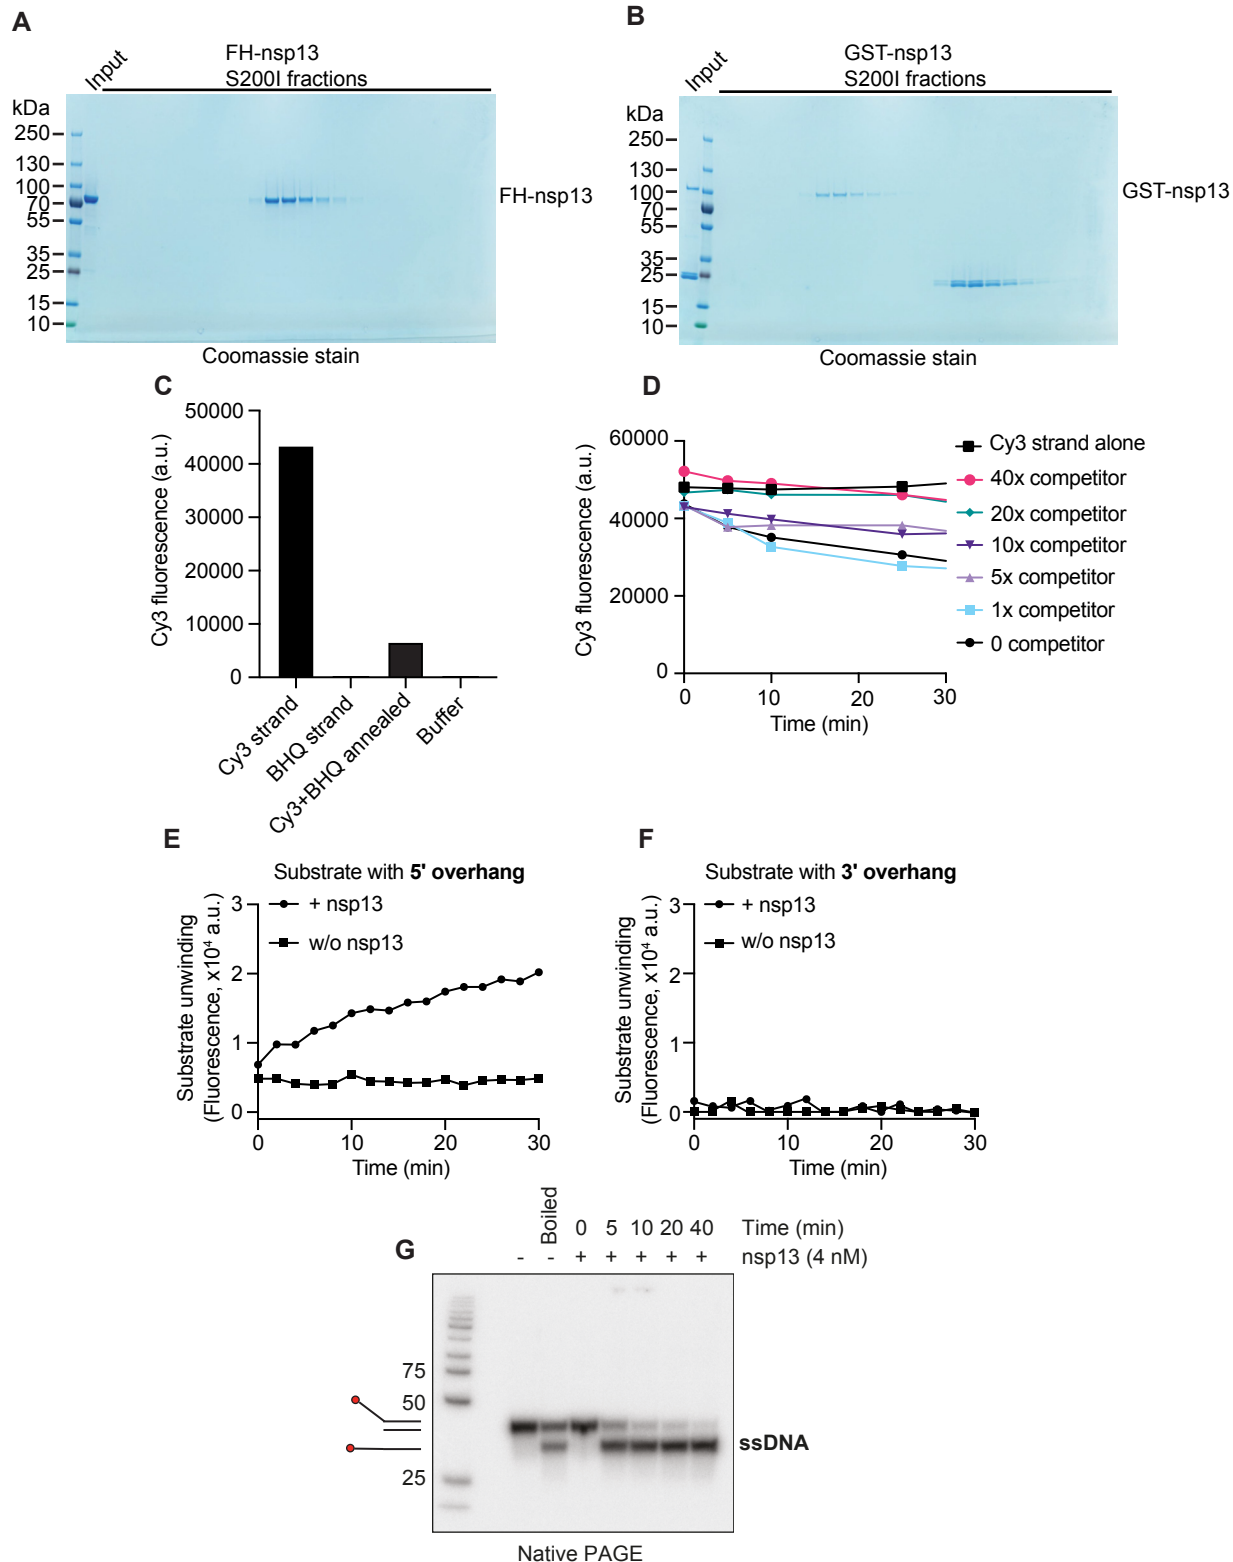 A
Input
FH-nsp13
S200I fractions
kDa
250
130
100
70
55
35
25
15
10
FH-nsp13
Coomassie stain
B
Input
GST-nsp13
S200I fractions
kDa
250
130
100
70
55
35
25
15
10
GST-nsp13
Coomassie stain
C
Cy3 fluorescence (a.u.)
50000
40000
30000
20000
10000
0
Cy3 strand
BHQ strand
Cy3+BHQ annealed
Buffer
D
Cy3 fluorescence (a.u.)
60000
40000
20000
0
0 10 20 30
Time (min)
Cy3 strand alone
40x competitor
20x competitor
10x competitor
5x competitor
1x competitor
0 competitor
E
Substrate with 5' overhang
Substrate unwinding
(Fluorescence, x10⁴ a.u.)
3
2
1
0
+ nsp13
w/o nsp13
0 10 20 30
Time (min)
F
Substrate with 3' overhang
Substrate unwinding
(Fluorescence, x10⁴ a.u.)
3
2
1
0
+ nsp13
w/o nsp13
0 10 20 30
Time (min)
G
Boiled
0 5 10 20 40 Time (min)
- - + + + + + nsp13 (4 nM)
75
50
25
ssDNA
Native PAGE